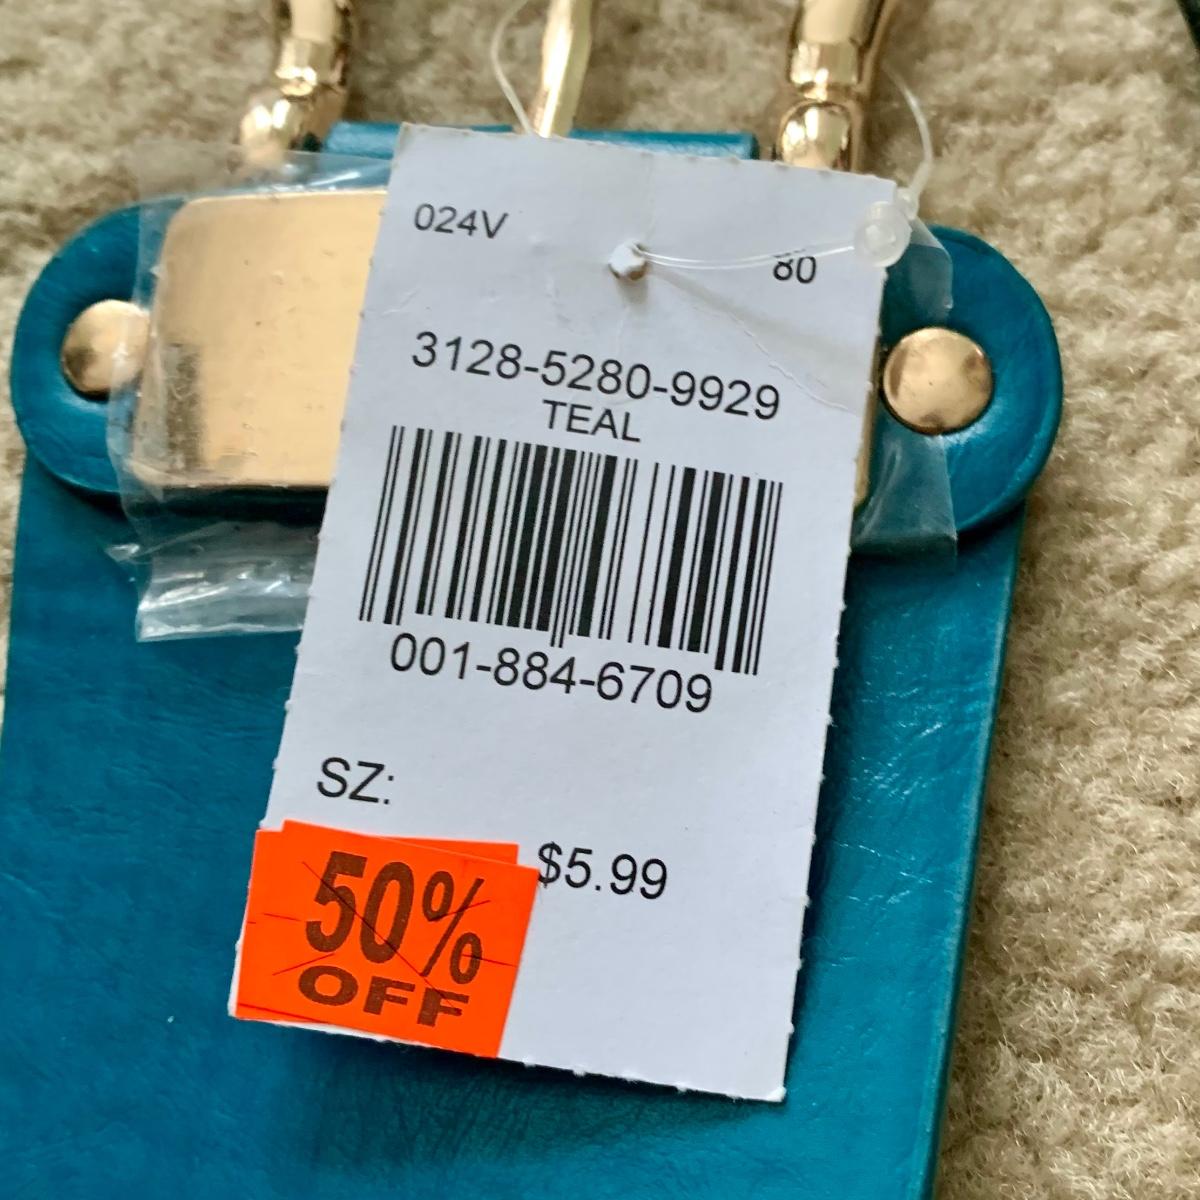 024V
80
3128-5280-9929
TEAL
001-884-6709
SZ:
$5.99
50%
OFF